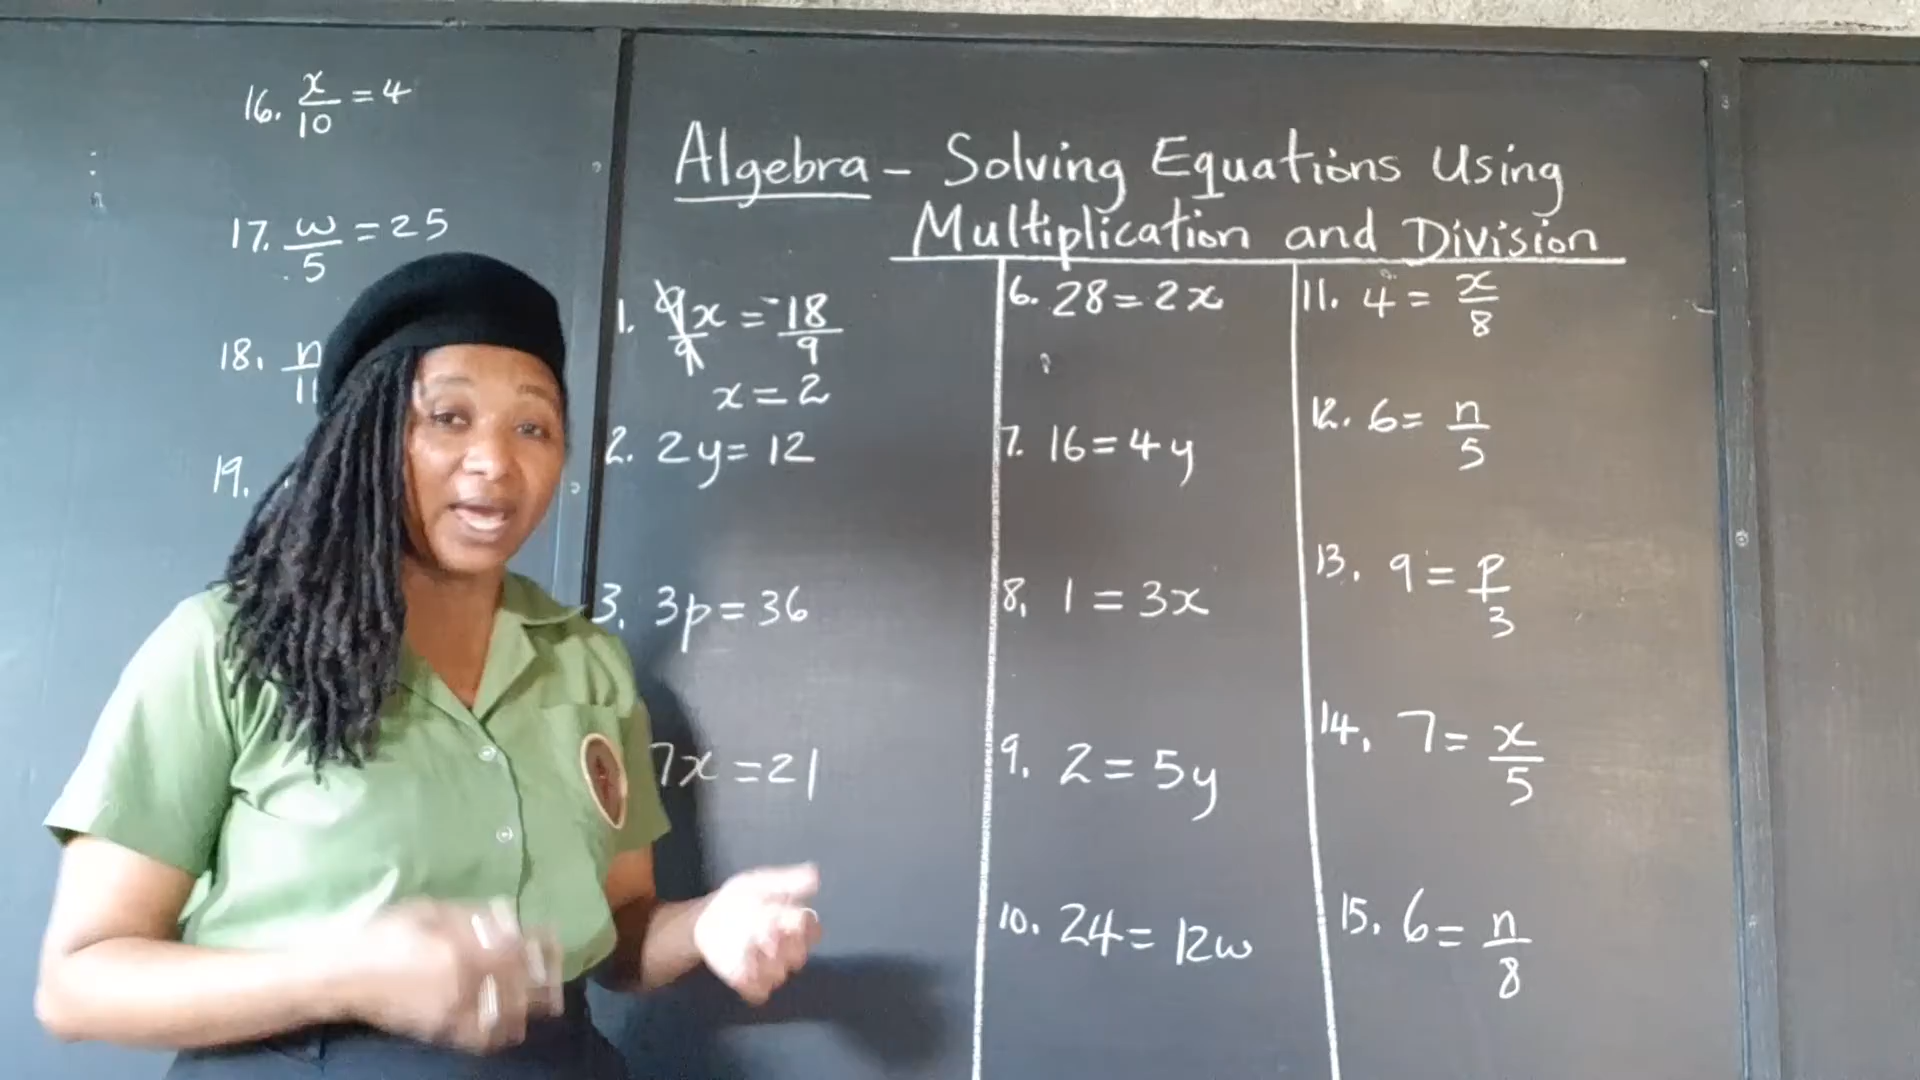 Algebra - Solving Equations Using
Multiplication and Division
1. 9x/9 = 18/9
x = 2
2. 2y = 12
3. 3p = 36
7x = 21
6. 28 = 2x
7. 16 = 4y
8. 1 = 3x
9. 2 = 5y
10. 24 = 12w
11. 4 = x/8
12. 6 = n/5
13. 9 = p/3
14. 7 = x/5
15. 6 = n/8
16. x/10 = 4
17. w/5 = 25
18. n/11
19.